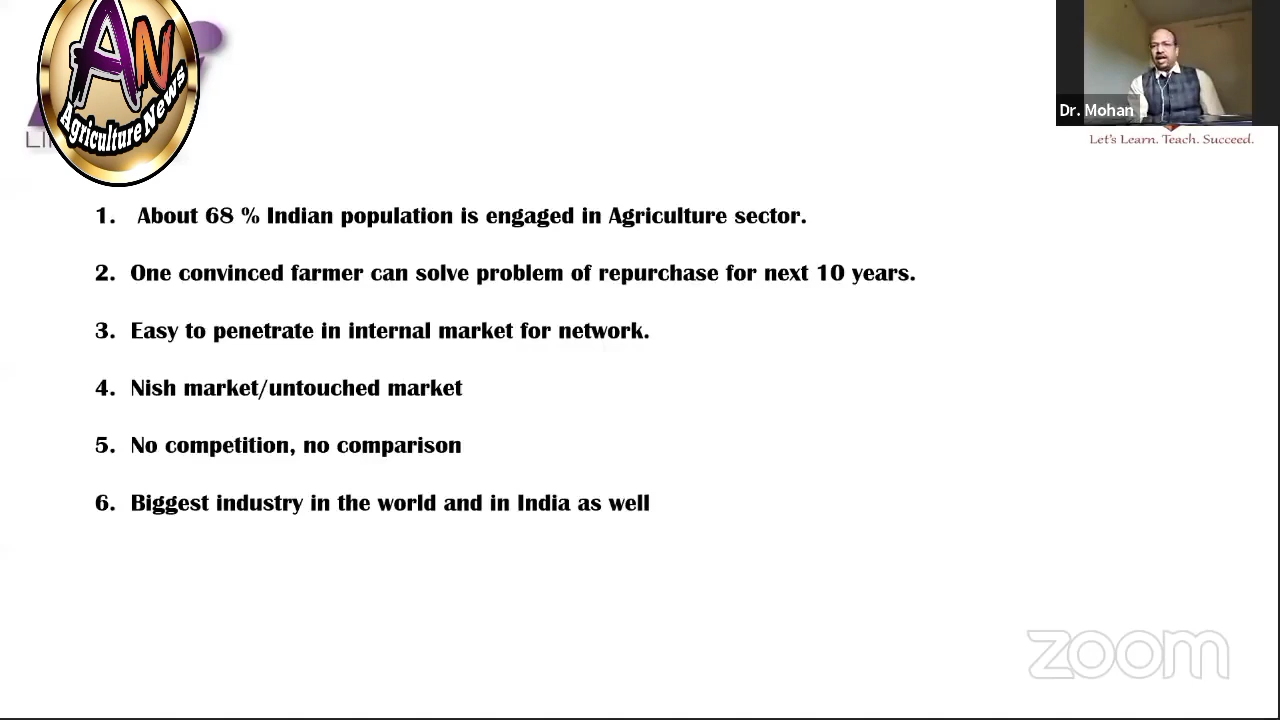 AN
Agriculture News
Dr. Mohan
Let's Learn. Teach. Succeed.
1. About 68 % Indian population is engaged in Agriculture sector.
2. One convinced farmer can solve problem of repurchase for next 10 years.
3. Easy to penetrate in internal market for network.
4. Nish market/untouched market
5. No competition, no comparison
6. Biggest industry in the world and in India as well
zoom